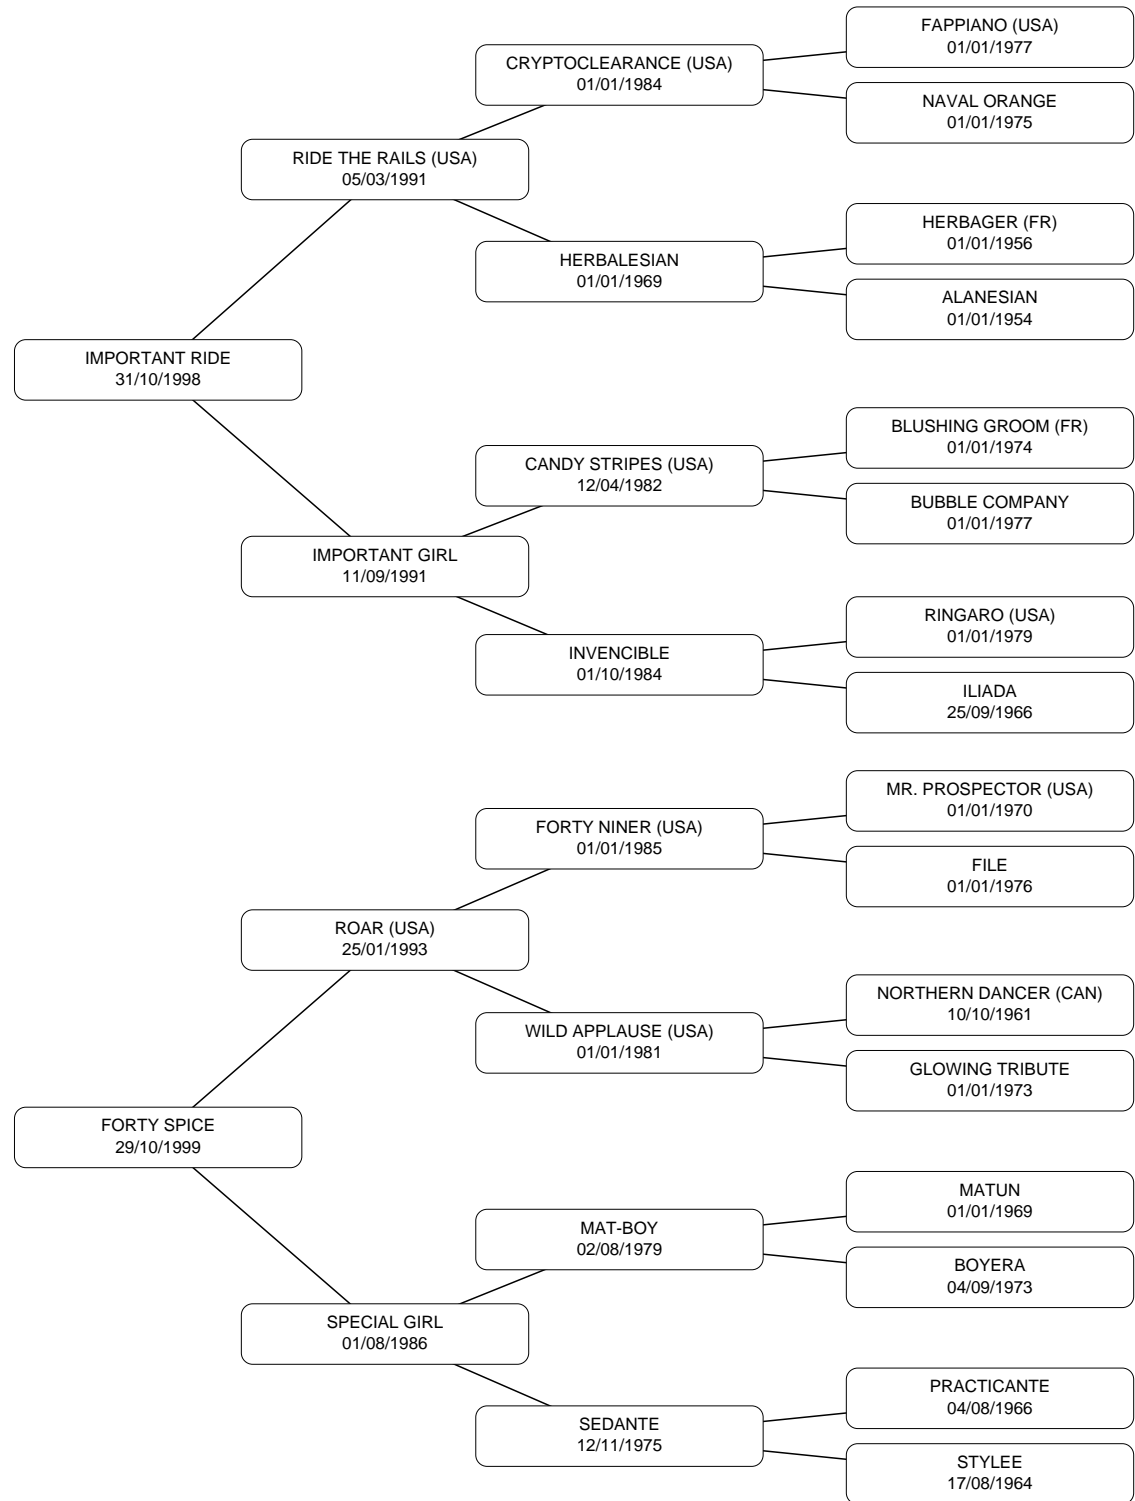 FAPPIANO (USA)
01/01/1977
CRYPTOCLEARANCE (USA)
01/01/1984
NAVAL ORANGE
01/01/1975
RIDE THE RAILS (USA)
05/03/1991
HERBAGER (FR)
01/01/1956
HERBALESIAN
01/01/1969
ALANESIAN
01/01/1954
IMPORTANT RIDE
31/10/1998
BLUSHING GROOM (FR)
01/01/1974
CANDY STRIPES (USA)
12/04/1982
BUBBLE COMPANY
01/01/1977
IMPORTANT GIRL
11/09/1991
RINGARO (USA)
01/01/1979
INVENCIBLE
01/10/1984
ILIADA
25/09/1966
MR. PROSPECTOR (USA)
01/01/1970
FORTY NINER (USA)
01/01/1985
FILE
01/01/1976
ROAR (USA)
25/01/1993
NORTHERN DANCER (CAN)
10/10/1961
WILD APPLAUSE (USA)
01/01/1981
GLOWING TRIBUTE
01/01/1973
FORTY SPICE
29/10/1999
MATUN
01/01/1969
MAT-BOY
02/08/1979
BOYERA
04/09/1973
SPECIAL GIRL
01/08/1986
PRACTICANTE
04/08/1966
SEDANTE
12/11/1975
STYLEE
17/08/1964